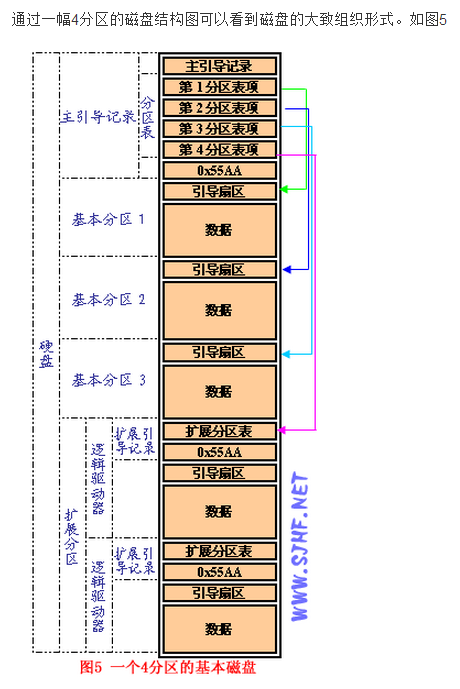 通过一幅4分区的磁盘结构图可以看到磁盘的大致组织形式。如图5
主引导记录
第1分区表项
第2分区表项
第3分区表项
第4分区表项
0x55AA
引导扇区
数据
引导扇区
数据
引导扇区
数据
扩展分区表
0x55AA
引导扇区
数据
扩展分区表
0x55AA
引导扇区
数据
硬盘
主引导记录
分区表
基本分区1
基本分区2
基本分区3
扩展分区
逻辑驱动器
扩展引
导记录
逻辑驱动器
扩展引
导记录
WWW.SJHF.NET
图5 一个4分区的基本磁盘